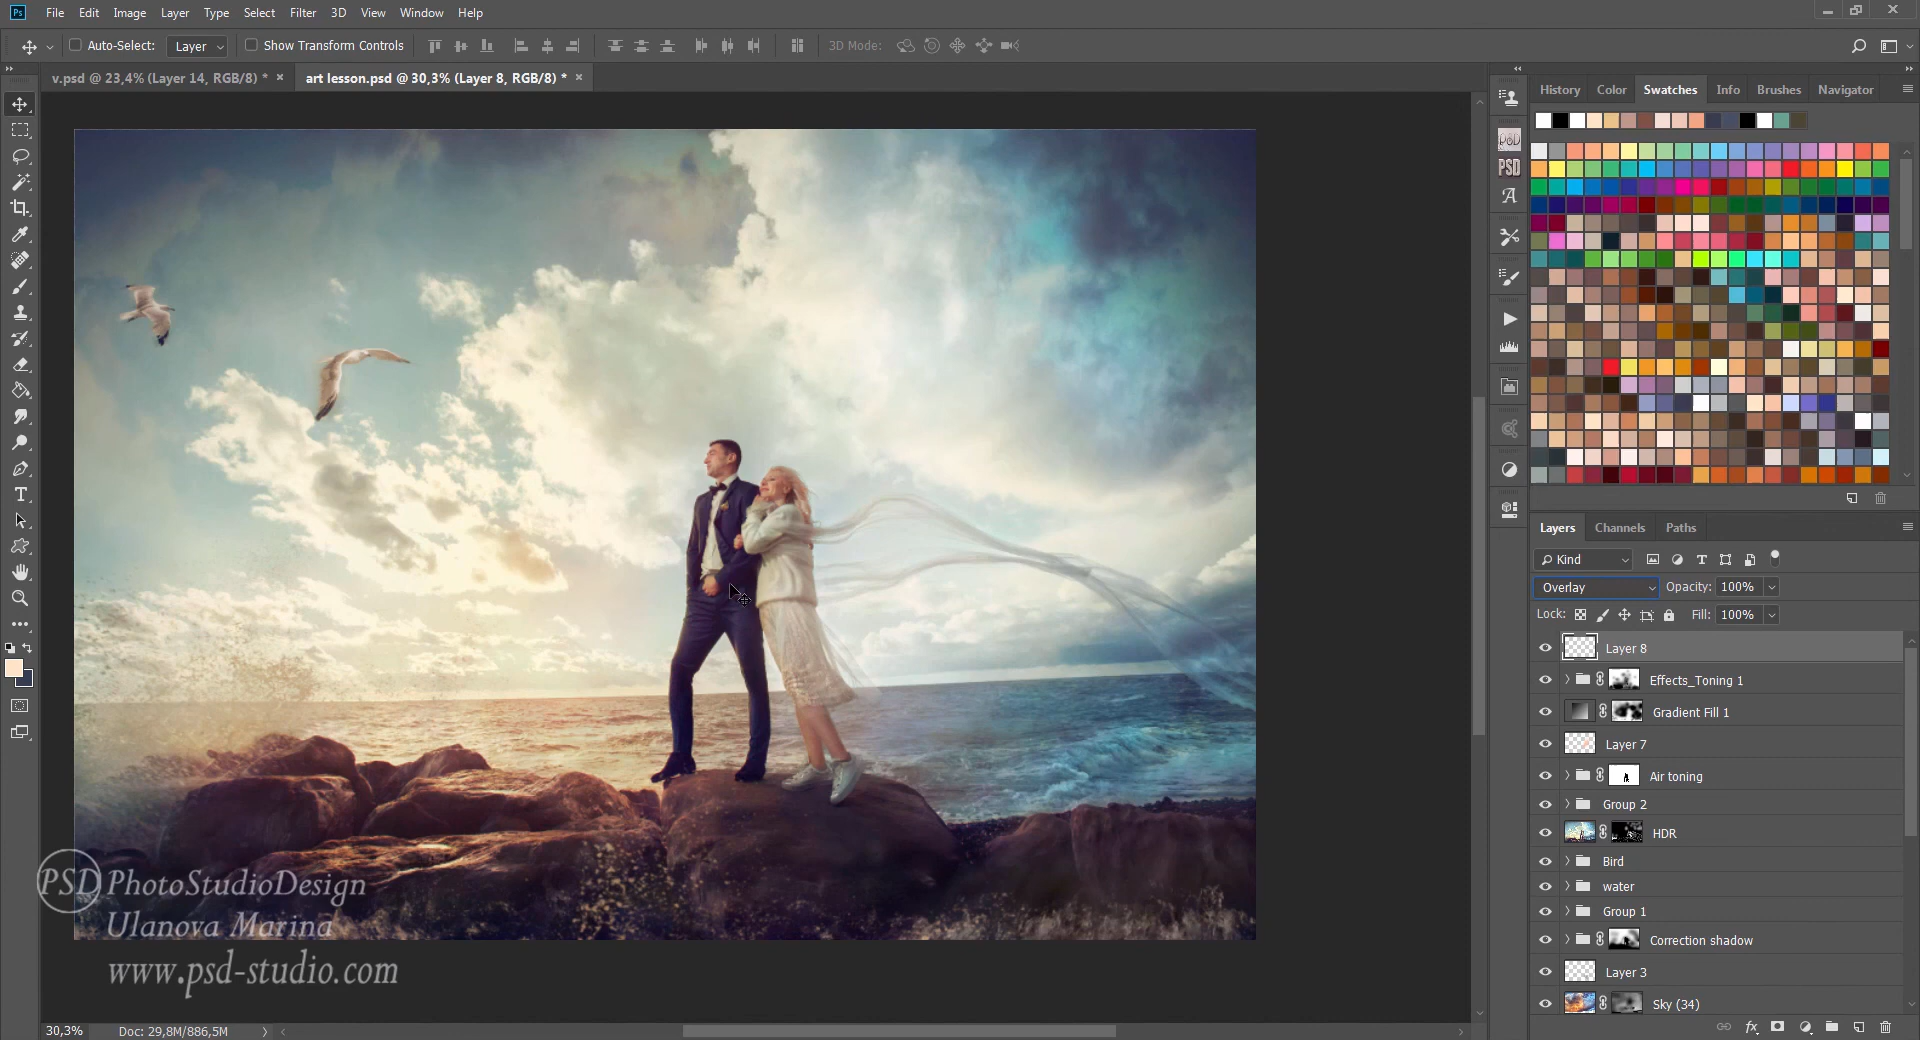 Ps File Edit Image Layer Type Select Filter 3D View Window Help
Auto-Select: Layer Show Transform Controls 3D Mode:
v.psd @ 23,4% (Layer 14, RGB/8) * × art lesson.psd @ 30,3% (Layer 8, RGB/8) * ×
History Color Swatches Info Brushes Navigator
PSD
Layers Channels Paths
Kind
Overlay Opacity: 100%
Lock: Fill: 100%
Layer 8
Effects_Toning 1
Gradient Fill 1
Layer 7
Air toning
Group 2
HDR
Bird
water
Group 1
Correction shadow
Layer 3
Sky (34)
PSD PhotoStudioDesign
Ulanova Marina
www.psd-studio.com
30,3% Doc: 29,8M/886,5M